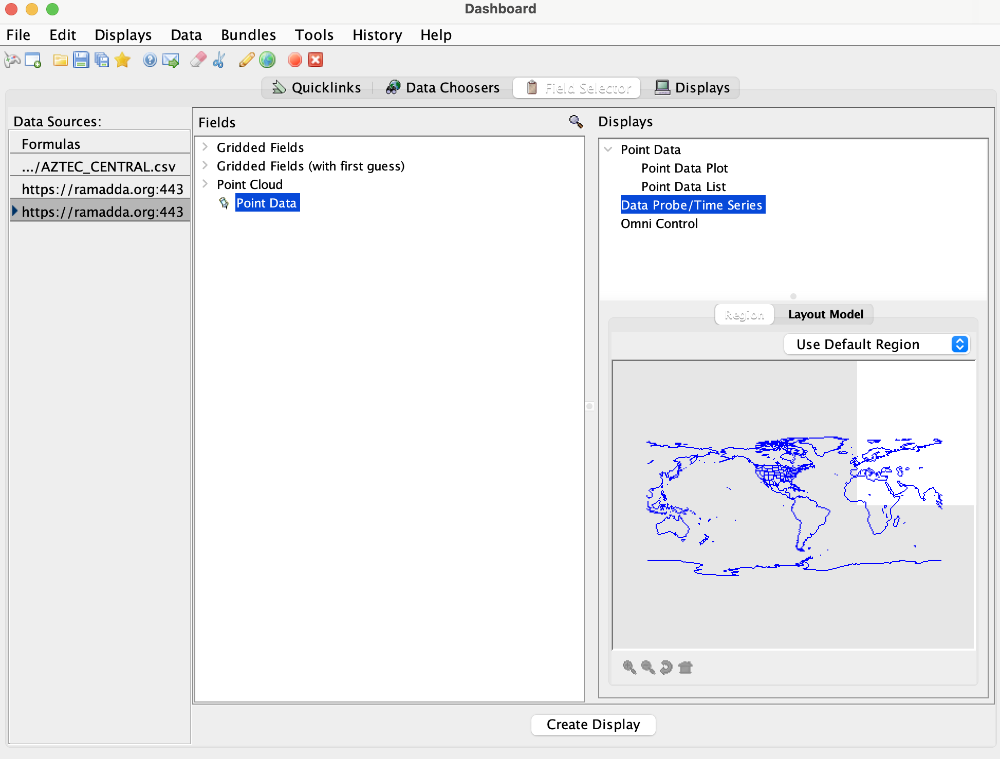 Dashboard
File Edit Displays Data Bundles Tools History Help
Quicklinks Data Choosers Field Selector Displays
Data Sources:
Formulas
.../AZTEC_CENTRAL.csv
https://ramadda.org:443
https://ramadda.org:443
Fields
Gridded Fields
Gridded Fields (with first guess)
Point Cloud
Point Data
Displays
Point Data
Point Data Plot
Point Data List
Data Probe/Time Series
Omni Control
Region Layout Model
Use Default Region
Create Display